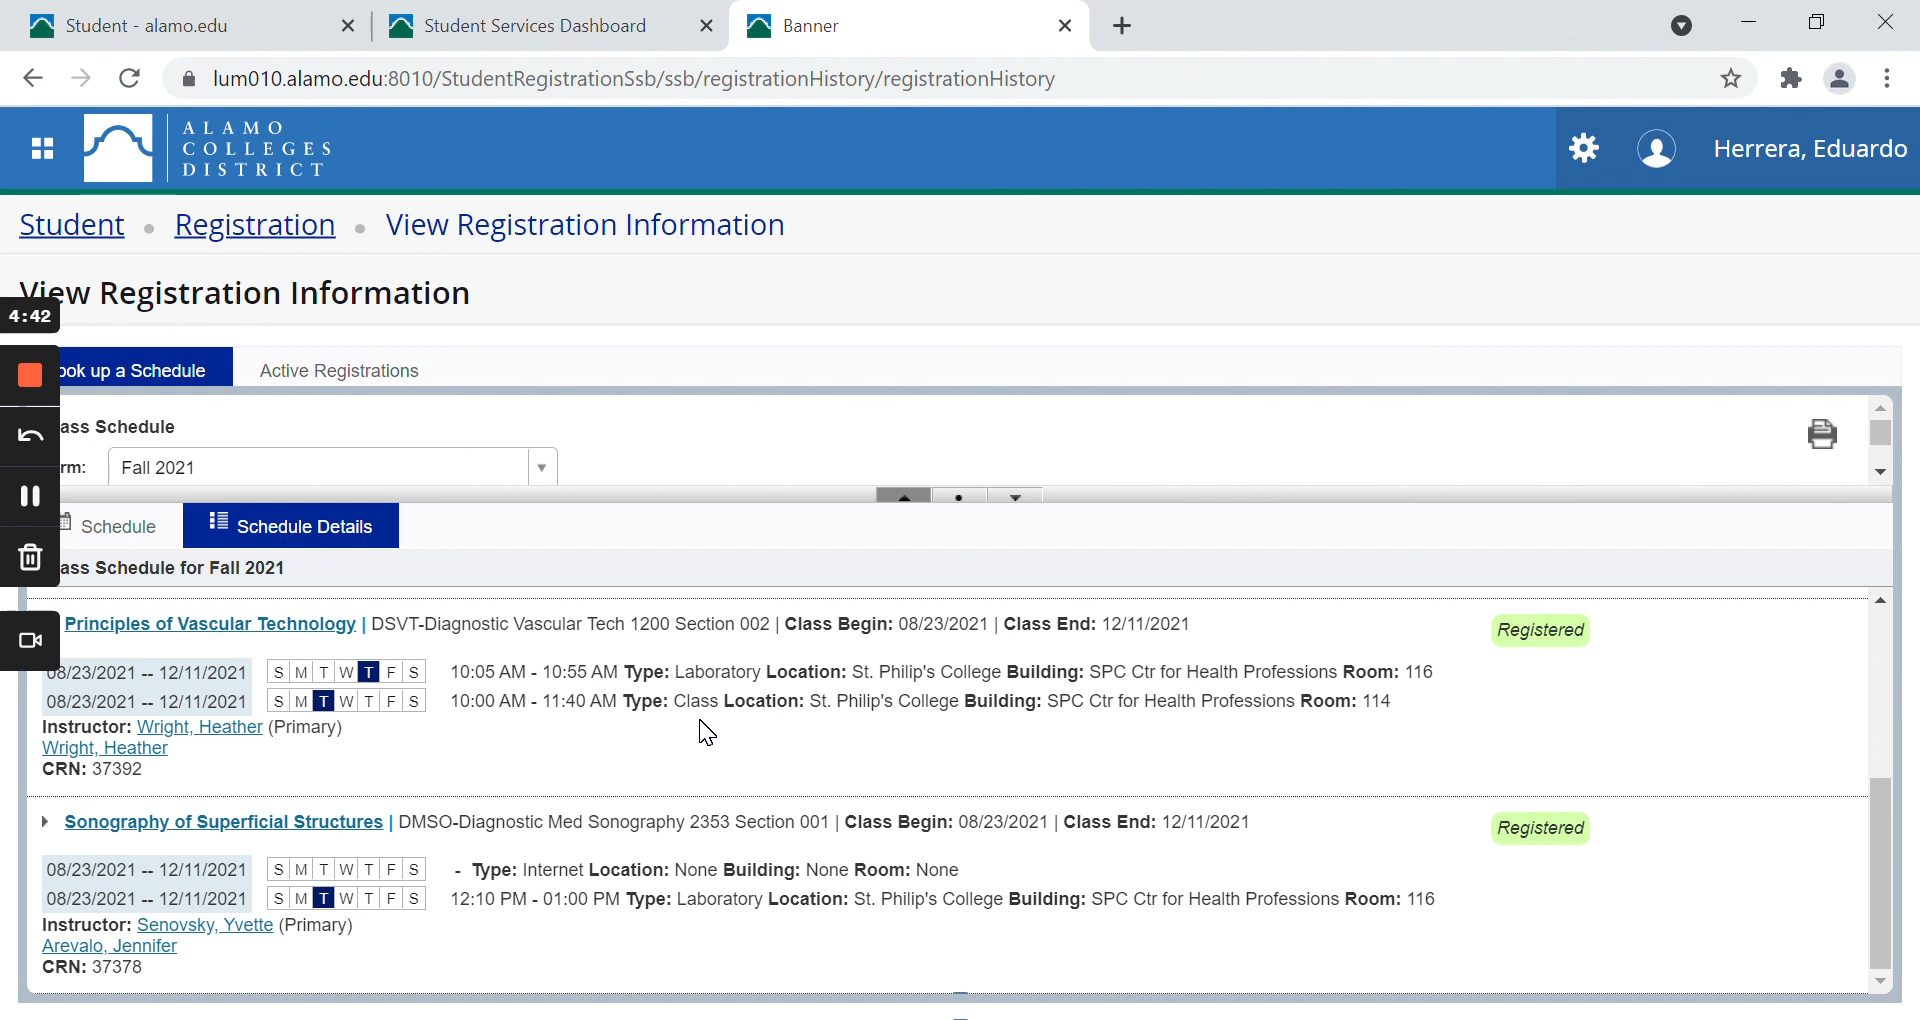 Student - alamo.edu
Student Services Dashboard
Banner
lum010.alamo.edu:8010/StudentRegistrationSsb/ssb/registrationHistory/registrationHistory
ALAMO
COLLEGES
DISTRICT
Herrera, Eduardo
Student • Registration • View Registration Information
View Registration Information
4:42
ook up a Schedule
Active Registrations
ass Schedule
rm: Fall 2021
Schedule
Schedule Details
ass Schedule for Fall 2021
Principles of Vascular Technology | DSVT-Diagnostic Vascular Tech 1200 Section 002 | Class Begin: 08/23/2021 | Class End: 12/11/2021
Registered
08/23/2021 -- 12/11/2021 S M T W T F S 10:05 AM - 10:55 AM Type: Laboratory Location: St. Philip's College Building: SPC Ctr for Health Professions Room: 116
08/23/2021 -- 12/11/2021 S M T W T F S 10:00 AM - 11:40 AM Type: Class Location: St. Philip's College Building: SPC Ctr for Health Professions Room: 114
Instructor: Wright, Heather (Primary)
Wright, Heather
CRN: 37392
Sonography of Superficial Structures | DMSO-Diagnostic Med Sonography 2353 Section 001 | Class Begin: 08/23/2021 | Class End: 12/11/2021
Registered
08/23/2021 -- 12/11/2021 S M T W T F S - Type: Internet Location: None Building: None Room: None
08/23/2021 -- 12/11/2021 S M T W T F S 12:10 PM - 01:00 PM Type: Laboratory Location: St. Philip's College Building: SPC Ctr for Health Professions Room: 116
Instructor: Senovsky, Yvette (Primary)
Arevalo, Jennifer
CRN: 37378